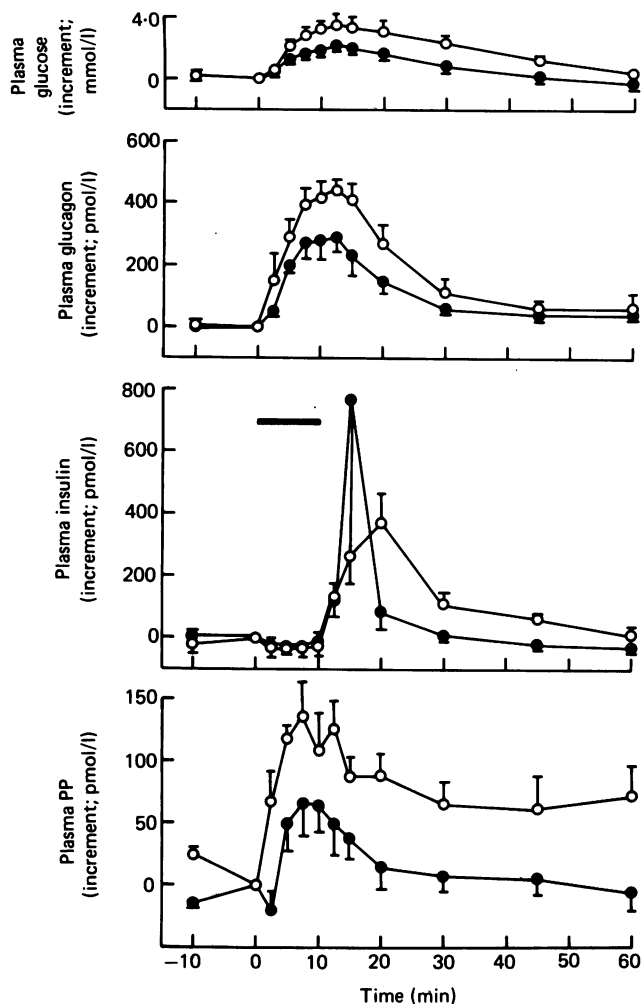 Plasma
glucose
(increment;
mmol/l)
4·0
0
Plasma glucagon
(increment; pmol/l)
600
400
200
0
Plasma insulin
(increment; pmol/l)
800
600
400
200
0
Plasma PP
(increment; pmol/l)
150
100
50
0
−10 0 10 20 30 40 50 60
Time (min)